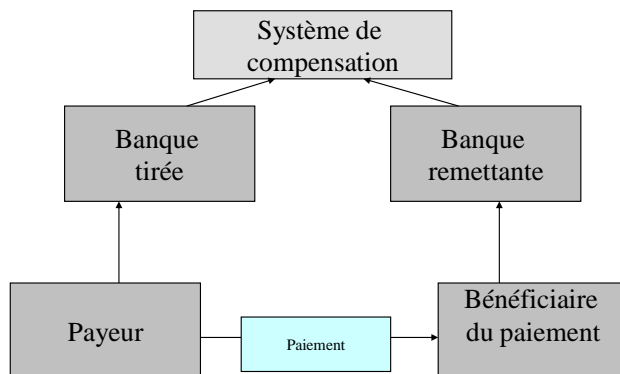 Système de
compensation
Banque
tirée
Banque
remettante
Payeur
Paiement
Bénéficiaire
du paiement